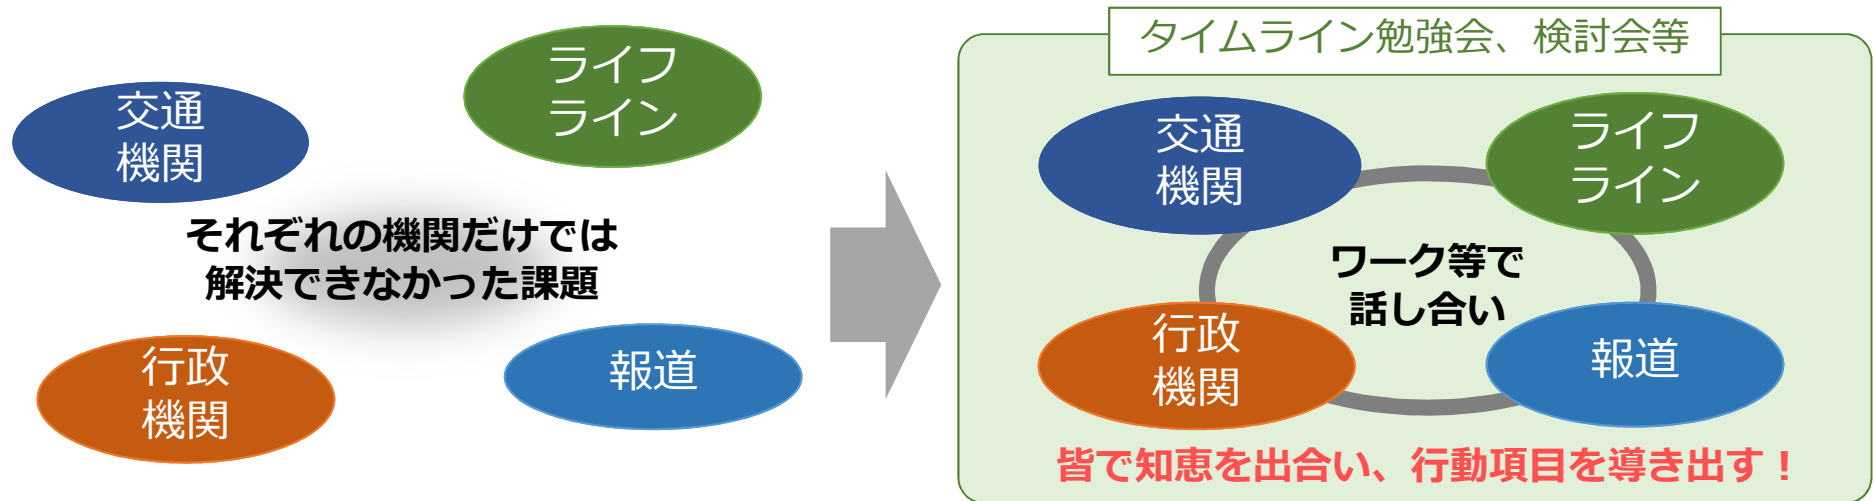 交通
機関
ライフ
ライン
それぞれの機関だけでは
解決できなかった課題
行政
機関
報道
タイムライン勉強会、検討会等
交通
機関
ライフ
ライン
ワーク等で
話し合い
行政
機関
報道
皆で知恵を出合い、行動項目を導き出す！